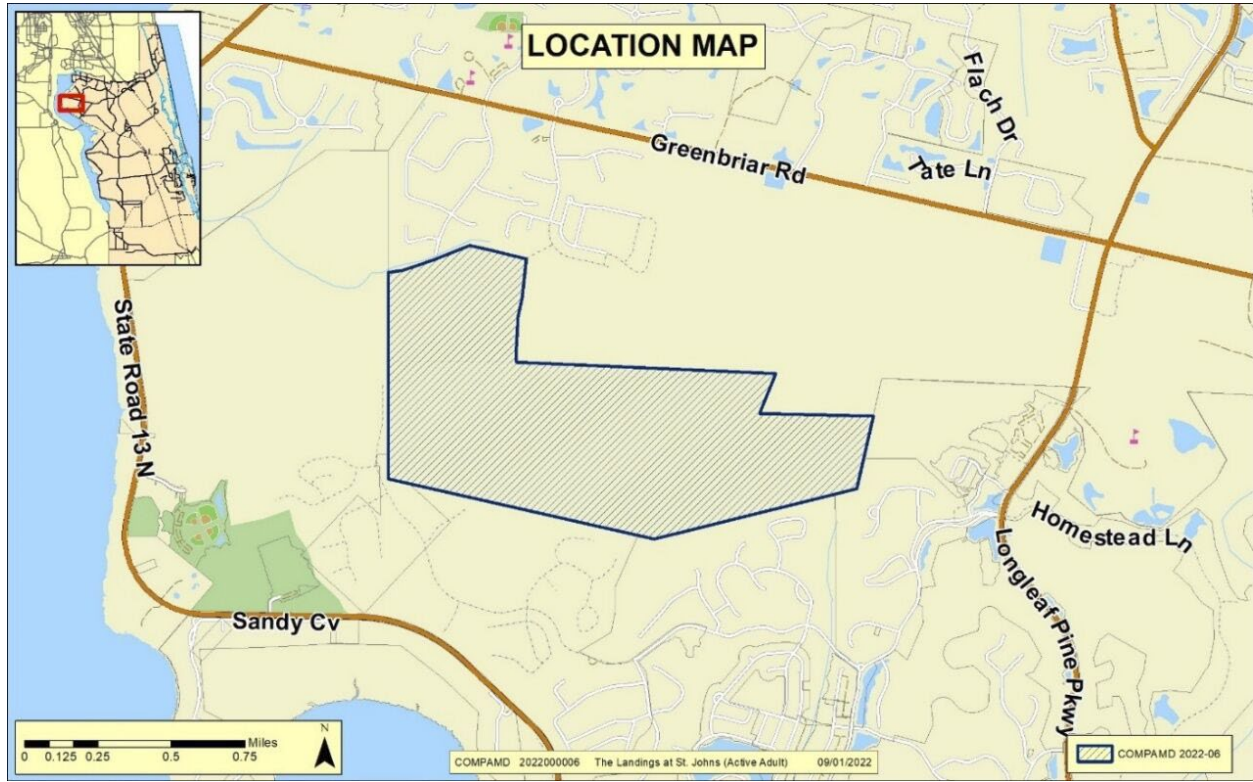 LOCATION MAP
Flach Dr
Greenbriar Rd
Tate Ln
State Road 13 N
Homestead Ln
Longleaf Pine Pkwy
Sandy Cv
N
Miles
0 0.125 0.25 0.5 0.75
COMPAMD 2022000006 The Landings at St. Johns (Active Adult) 09/01/2022
COMPAMD 2022-06